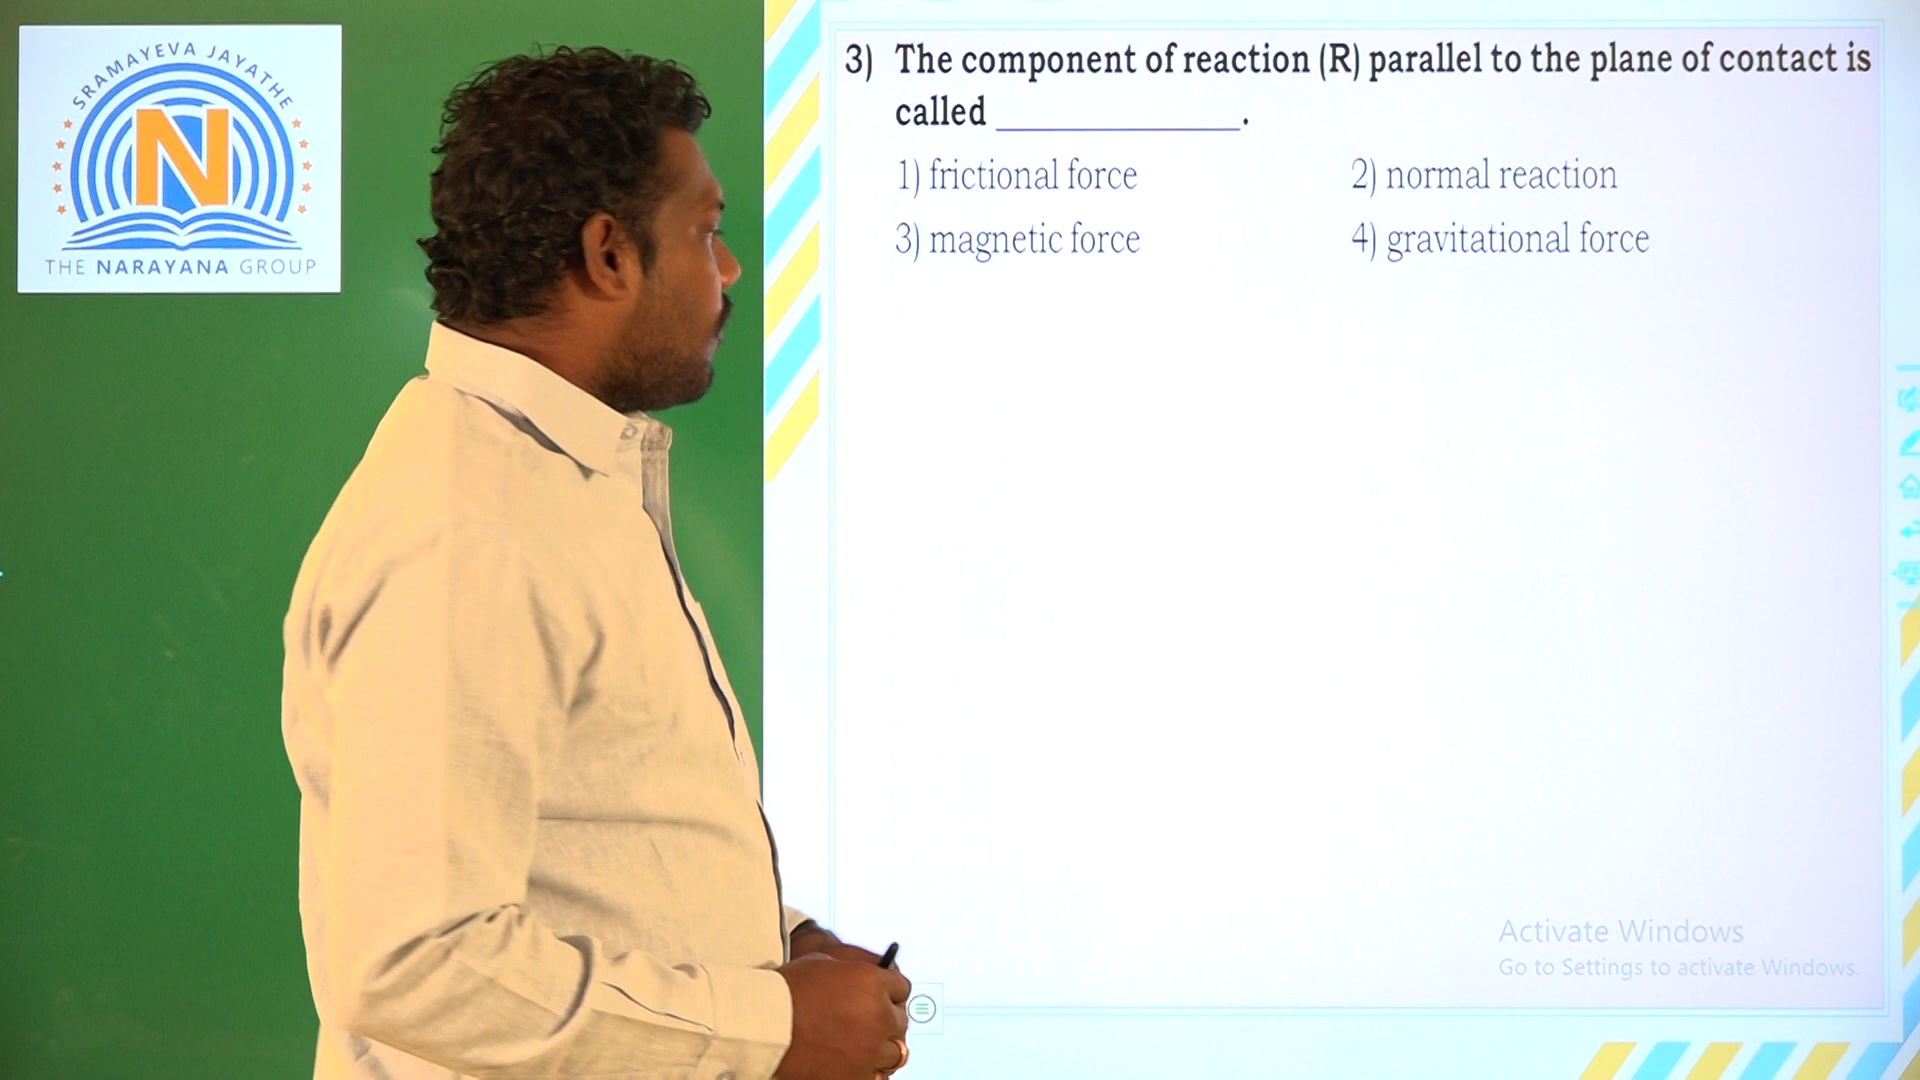 SRAMAYEVA JAYATHE
N
THE NARAYANA GROUP
3) The component of reaction (R) parallel to the plane of contact is
called ____________.
1) frictional force 2) normal reaction
3) magnetic force 4) gravitational force
Activate Windows
Go to Settings to activate Windows.